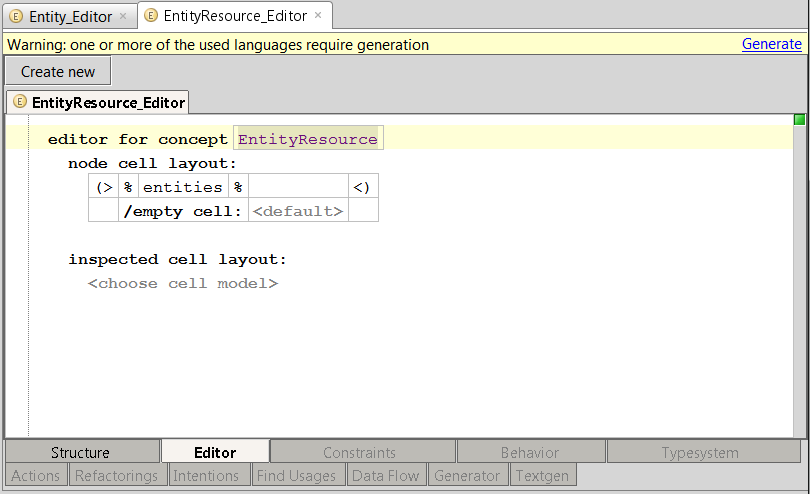 E Entity_Editor × E EntityResource_Editor ×
Warning: one or more of the used languages require generation Generate
Create new
E EntityResource_Editor
editor for concept EntityResource
node cell layout:
(> % entities % <)
/empty cell: <default>
inspected cell layout:
<choose cell model>
Structure Editor Constraints Behavior Typesystem
Actions Refactorings Intentions Find Usages Data Flow Generator Textgen